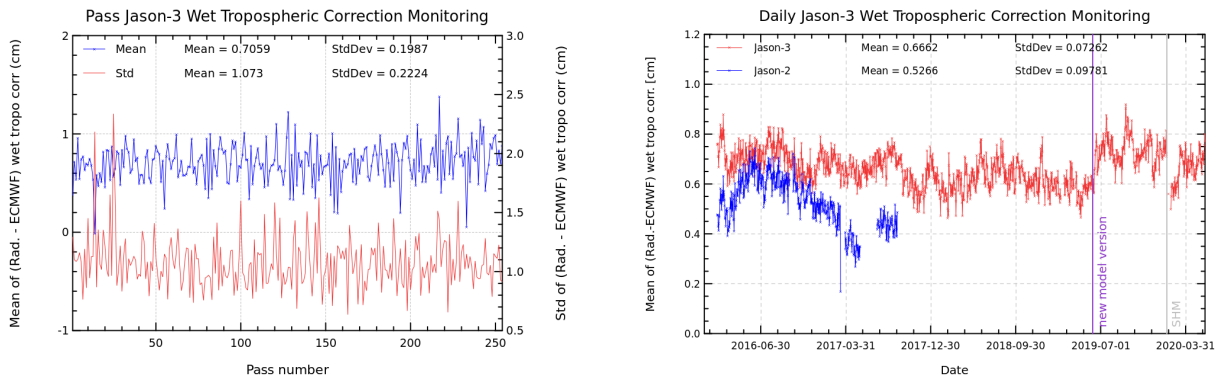 Pass Jason-3 Wet Tropospheric Correction Monitoring
Mean of (Rad. - ECMWF) wet tropo corr (cm)
2
1
0
-1
Mean Mean = 0.7059 StdDev = 0.1987
Std Mean = 1.073 StdDev = 0.2224
3.0
2.5
2.0
1.5
1.0
0.5
Std of (Rad. - ECMWF) wet tropo corr (cm)
50 100 150 200 250
Pass number
Daily Jason-3 Wet Tropospheric Correction Monitoring
Mean of (Rad.-ECMWF) wet tropo corr. [cm]
1.2
1.0
0.8
0.6
0.4
0.2
0.0
Jason-3 Mean = 0.6662 StdDev = 0.07262
Jason-2 Mean = 0.5266 StdDev = 0.09781
new model version
SHM
2016-06-30 2017-03-31 2017-12-30 2018-09-30 2019-07-01 2020-03-31
Date